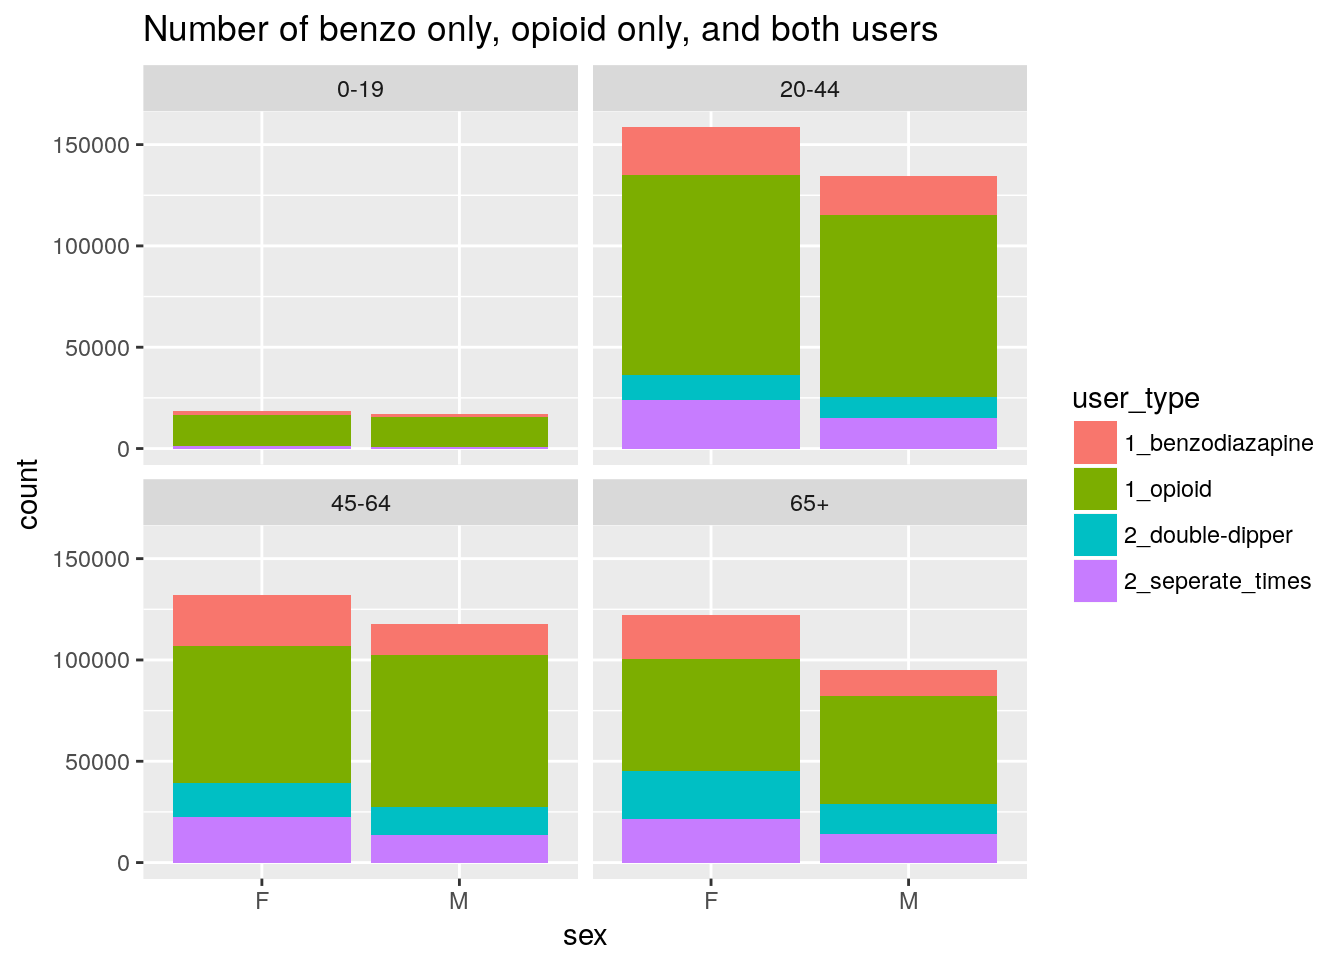 Number of benzo only, opioid only, and both users
0-19
20-44
150000
100000
50000
0
45-64
65+
150000
100000
50000
0
F
M
F
M
sex
count
user_type
1_benzodiazapine
1_opioid
2_double-dipper
2_seperate_times